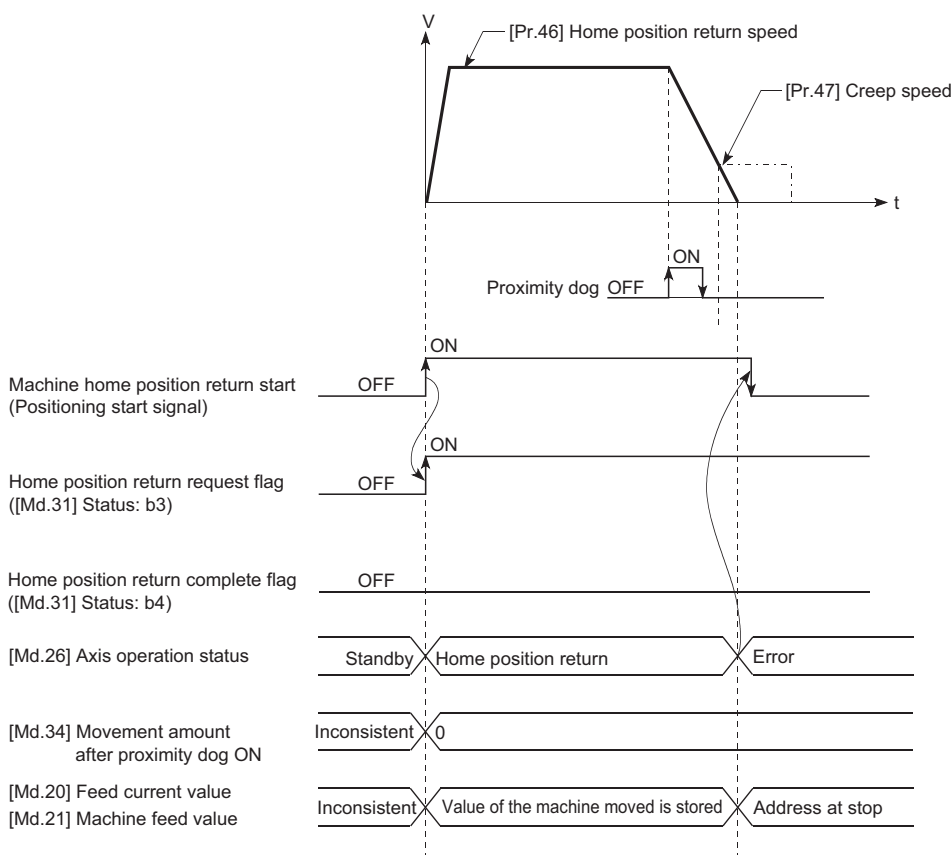 V
[Pr.46] Home position return speed
[Pr.47] Creep speed
t
ON
Proximity dog OFF
ON
Machine home position return start
(Positioning start signal)
OFF
ON
Home position return request flag
([Md.31] Status: b3)
OFF
Home position return complete flag
([Md.31] Status: b4)
OFF
[Md.26] Axis operation status
Standby
Home position return
Error
[Md.34] Movement amount
after proximity dog ON
Inconsistent
0
[Md.20] Feed current value
[Md.21] Machine feed value
Inconsistent
Value of the machine moved is stored
Address at stop